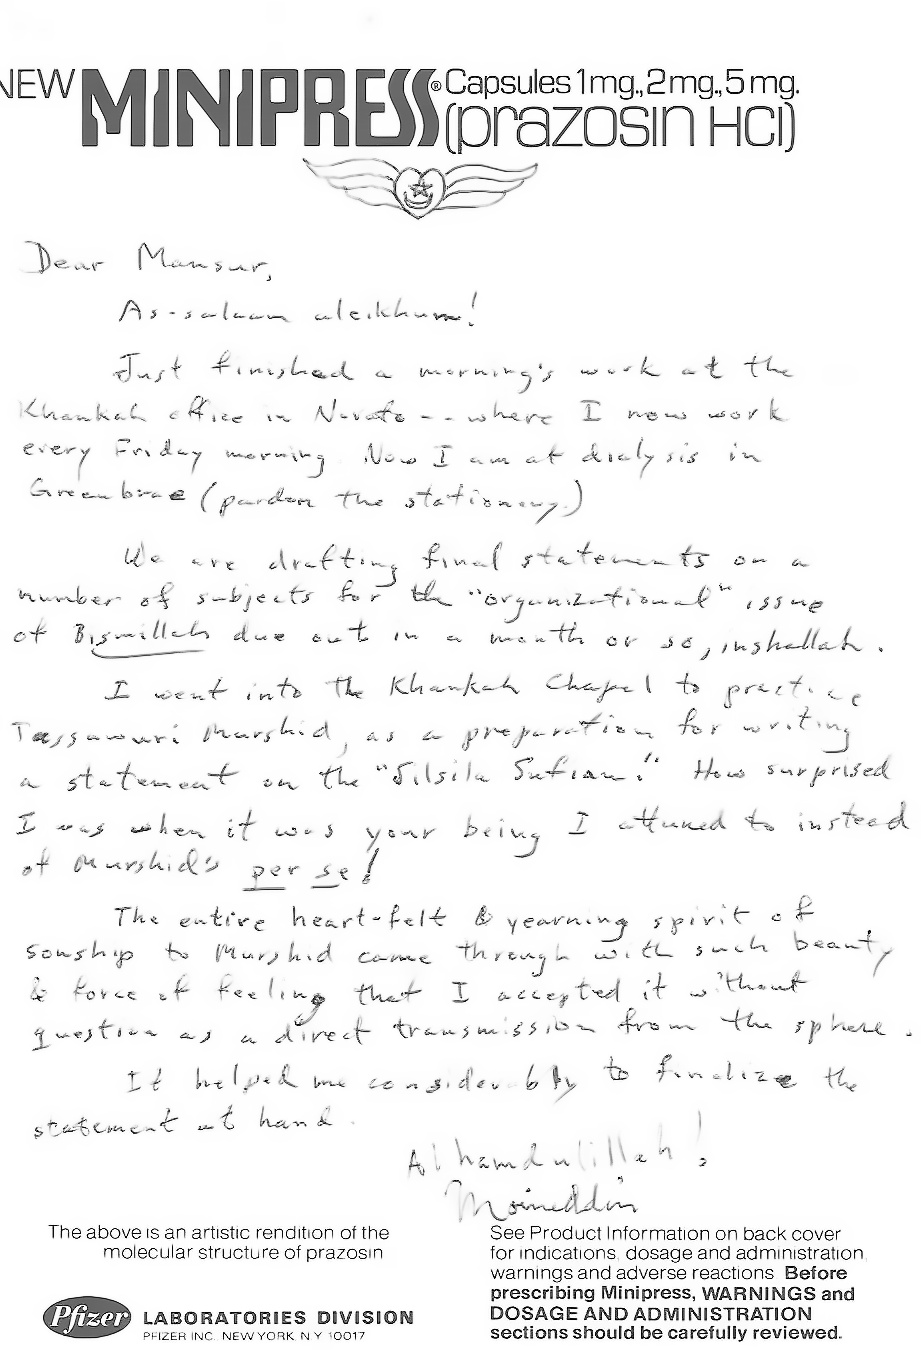 NEW MINIPRESS® Capsules 1 mg., 2 mg., 5 mg.
(prazosin HCl)
Dear Mansur,
As-salaam aleikhum!
Just finished a morning's work at the
Khankah office in Novato -- where I now work
every Friday morning. Now I am at dialysis in
Greenbrae (pardon the stationery.)
We are drafting final statements on a
number of subjects for the "organizational" issue
of Bismillah due out in a month or so, inshallah.
I went into the Khankah Chapel to practice
Tassawuri Murshid, as a preparation for writing
a statement on the "Silsila Sufian." How surprised
I was when it was your being I attuned to instead
of Murshid's per se!
The entire heart-felt & yearning spirit of
sonship to Murshid came through with such beauty
& force of feeling that I accepted it without
question as a direct transmission from the sphere.
It helped me considerably to finalize the
statement at hand.
Alhamdulillah!
Moineddin
The above is an artistic rendition of the
molecular structure of prazosin
See Product Information on back cover
for indications, dosage and administration,
warnings and adverse reactions. Before
prescribing Minipress, WARNINGS and
DOSAGE AND ADMINISTRATION
sections should be carefully reviewed.
Pfizer LABORATORIES DIVISION
PFIZER INC. NEW YORK, N.Y. 10017